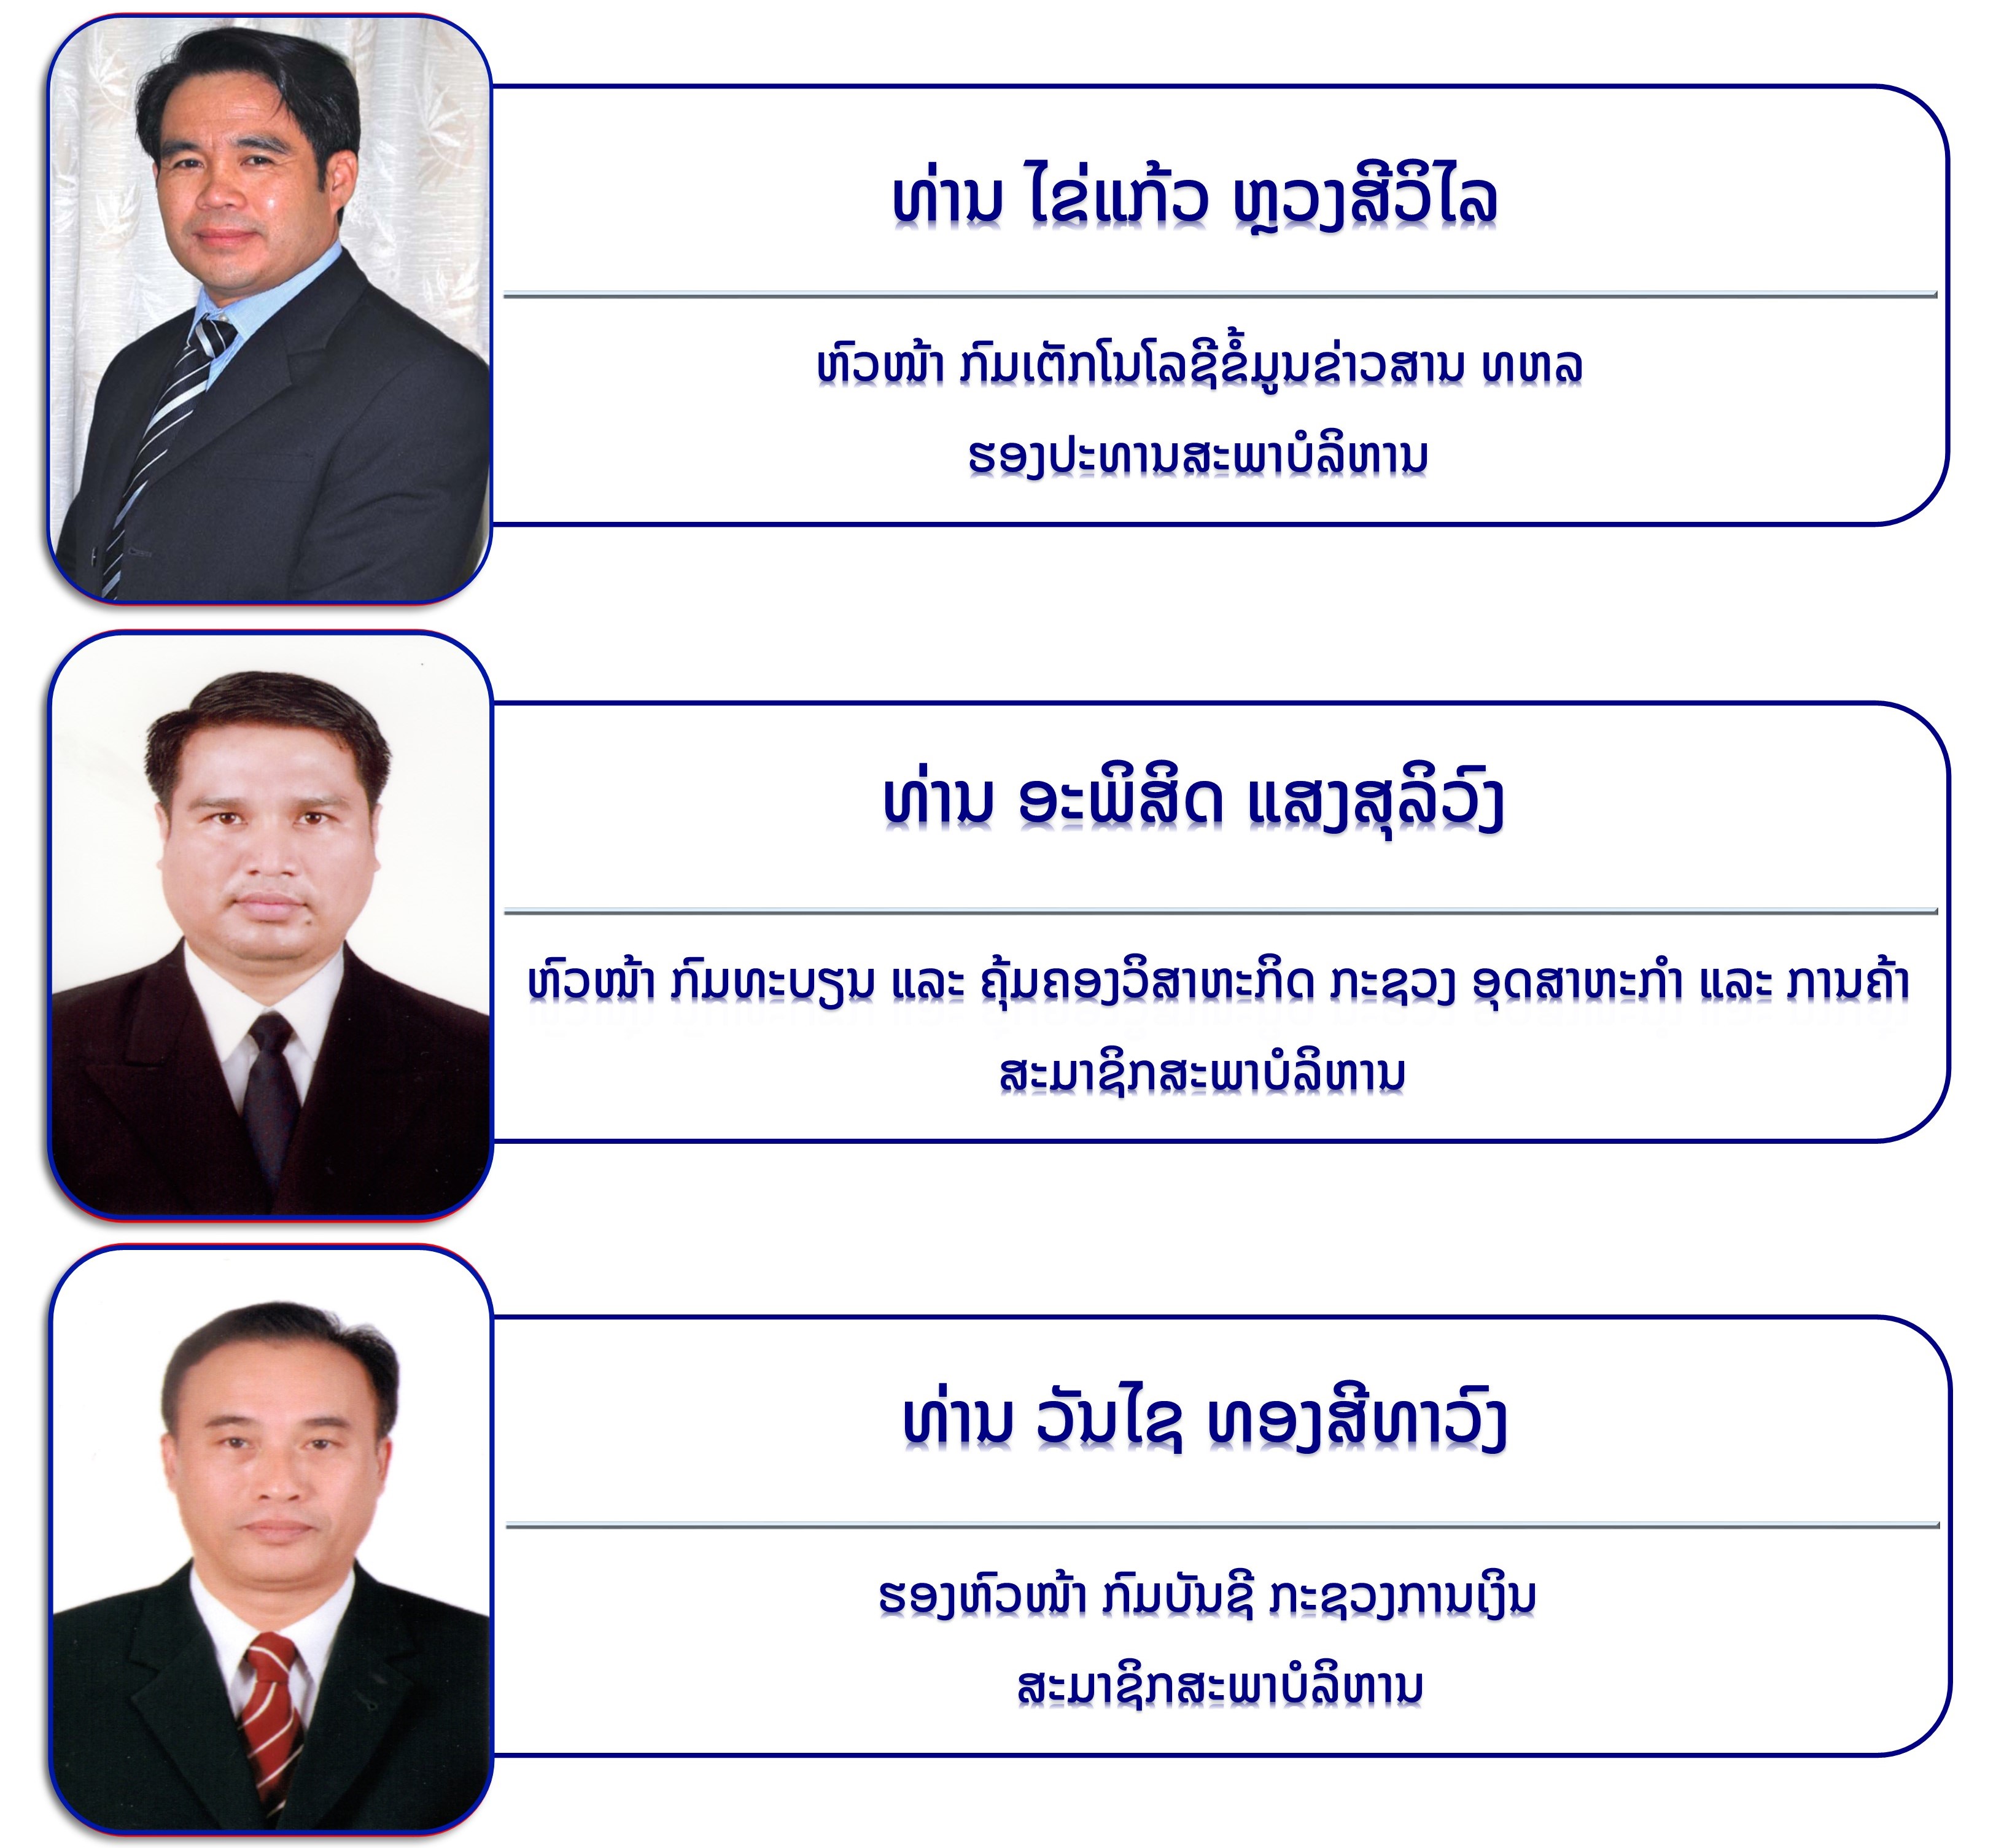 ທ່ານ ໄຂ່ແກ້ວ ຫຼວງສີວິໄລ
ຫົວໜ້າ ກົມເຕັກໂນໂລຊີຂໍ້ມູນຂ່າວສານ ທຫລ
ຮອງປະທານສະພາບໍລິຫານ
ທ່ານ ອະພິສິດ ແສງສຸລິວົງ
ຫົວໜ້າ ກົມທະບຽນ ແລະ ຄຸ້ມຄອງວິສາຫະກິດ ກະຊວງ ອຸດສາຫະກຳ ແລະ ການຄ້າ
ສະມາຊິກສະພາບໍລິຫານ
ທ່ານ ວັນໄຊ ທອງສີທາວົງ
ຮອງຫົວໜ້າ ກົມບັນຊີ ກະຊວງການເງິນ
ສະມາຊິກສະພາບໍລິຫານ